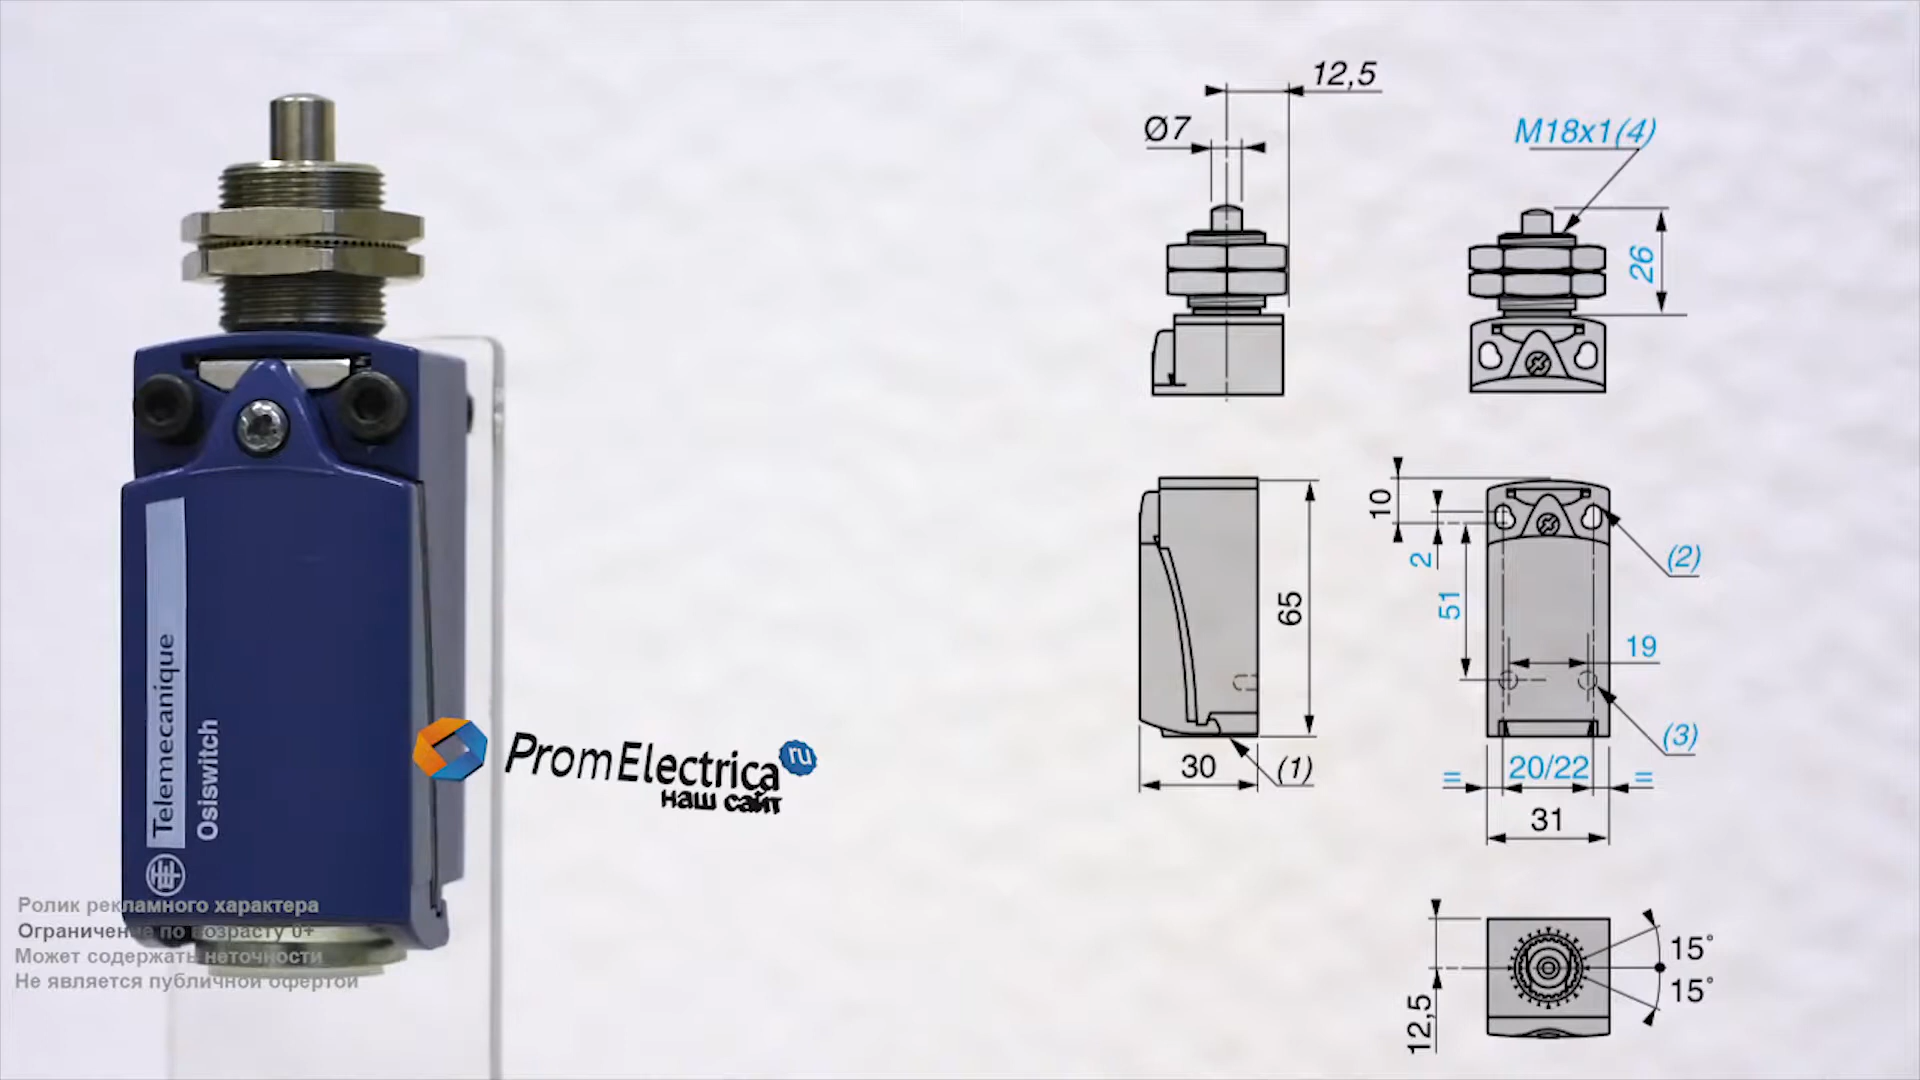 Telemecanique
Osiswitch
PromElectrica ru
наш сайт
Ролик рекламного характера
Ограничение по возрасту 0+
Может содержать неточности
Не является публичной офертой
12,5
Ø7
M18x1(4)
26
10
2
51
65
(2)
19
(3)
30
(1)
= 20/22 =
31
15°
15°
12,5